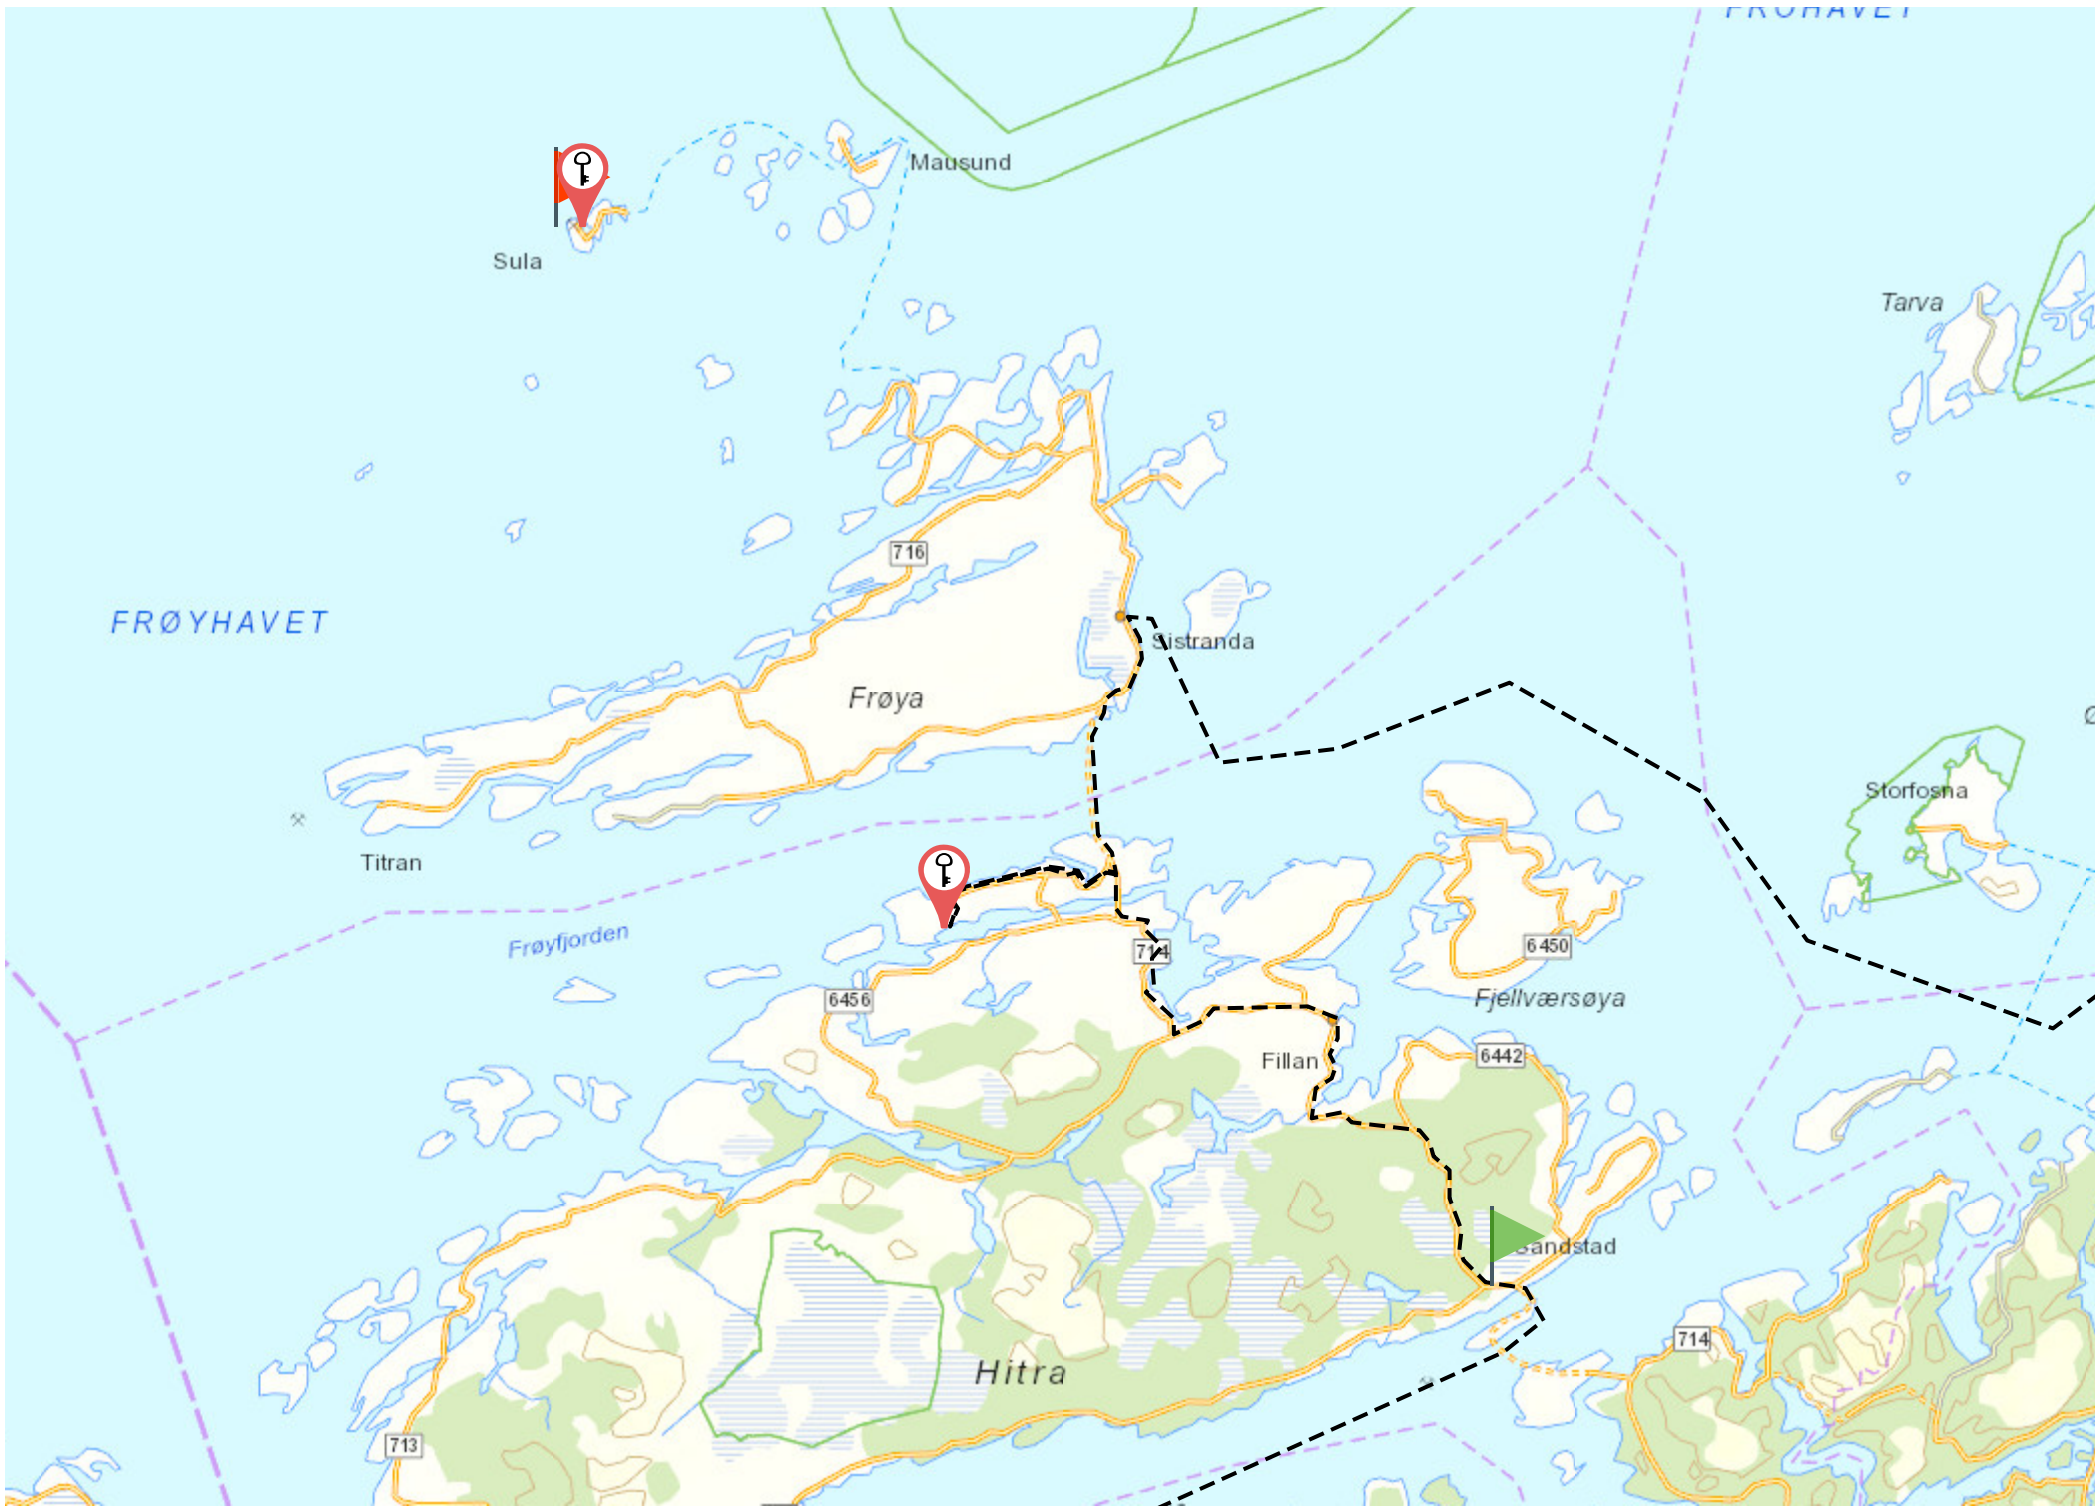 FROHAVET
Mausund
Sula
Tarva
716
FRØYHAVET
Sistranda
Frøya
Storfosna
Titran
Frøyfjorden
714
6450
6456
Fjellværsøya
Fillan
6442
Sandstad
714
Hitra
713